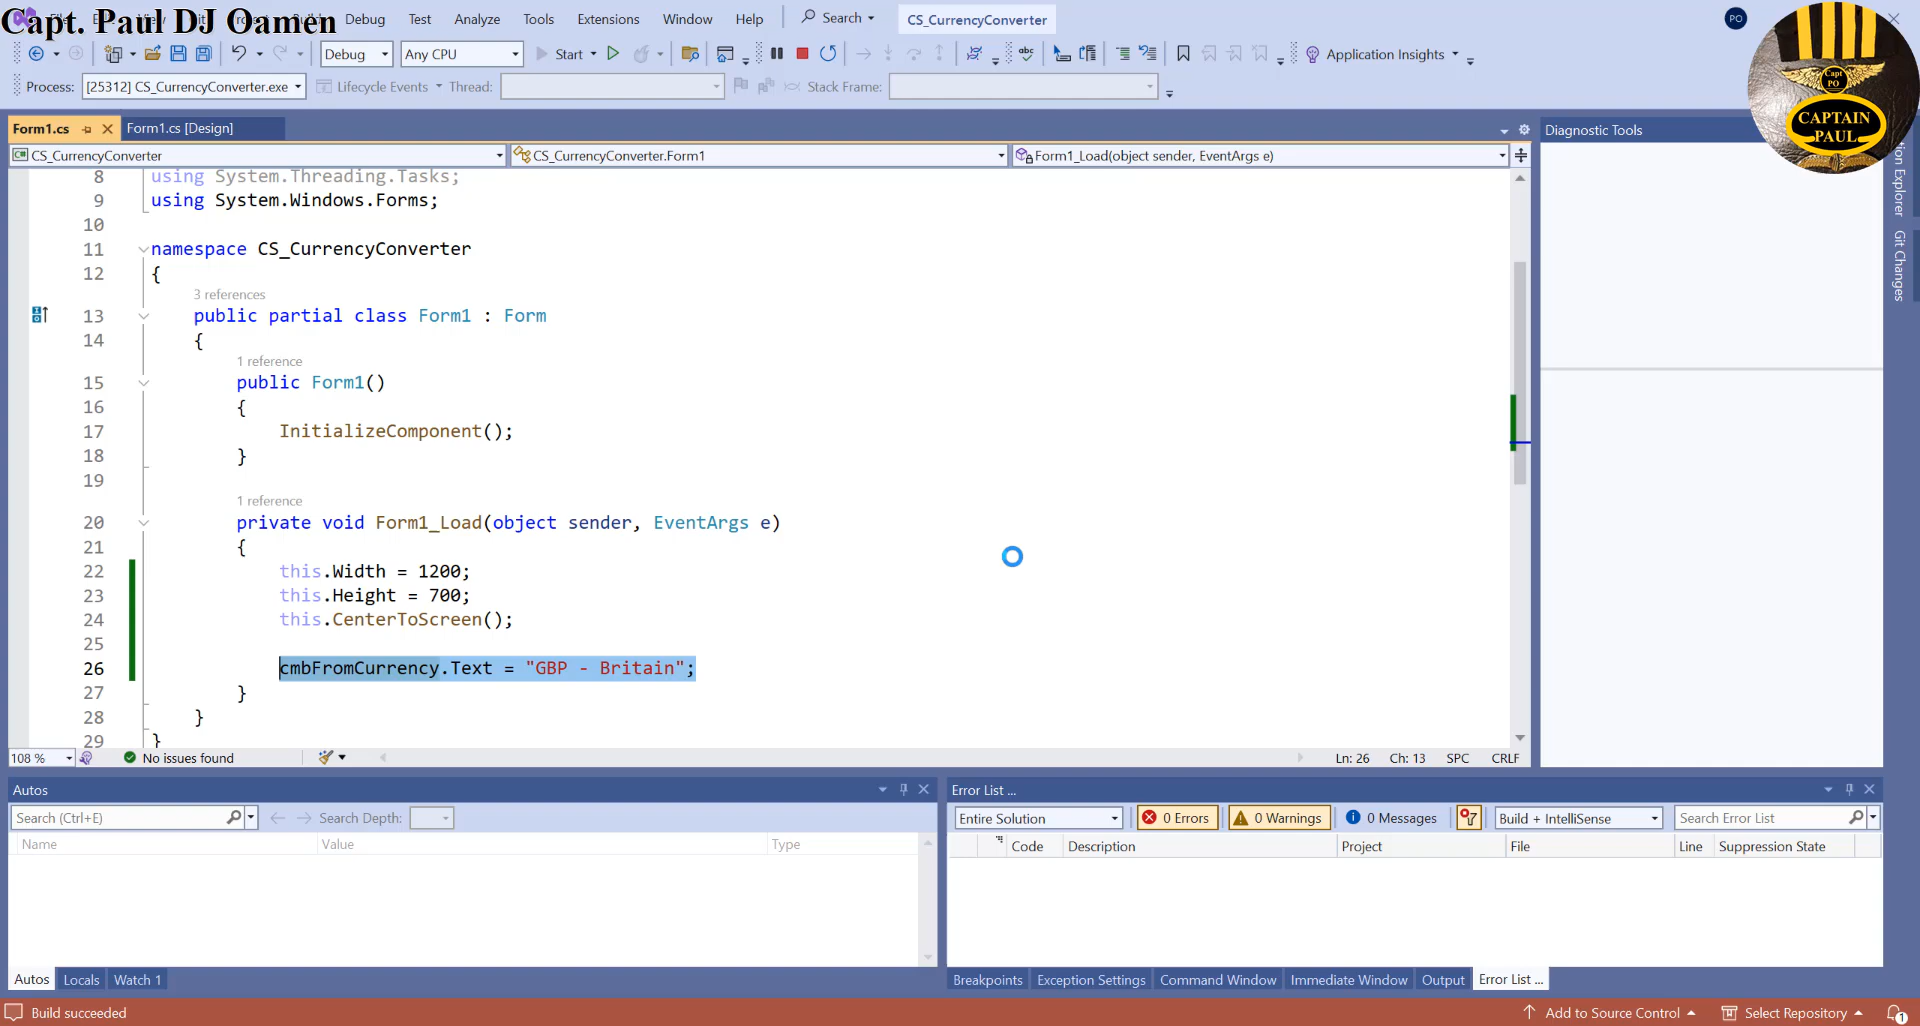 Capt. Paul DJ Oamen
Debug Test Analyze Tools Extensions Window Help Search CS_CurrencyConverter PO
Debug Any CPU Start Application Insights
Process: [25312] CS_CurrencyConverter.exe Lifecycle Events Thread: Stack Frame:
Capt
PO
CAPTAIN
PAUL
Form1.cs Form1.cs [Design] Diagnostic Tools
CS_CurrencyConverter CS_CurrencyConverter.Form1 Form1_Load(object sender, EventArgs e)
Explorer
Git Changes
8 using System.Threading.Tasks;
9 using System.Windows.Forms;
10
11 namespace CS_CurrencyConverter
12 {
3 references
13 public partial class Form1 : Form
14 {
1 reference
15 public Form1()
16 {
17 InitializeComponent();
18 }
19
1 reference
20 private void Form1_Load(object sender, EventArgs e)
21 {
22 this.Width = 1200;
23 this.Height = 700;
24 this.CenterToScreen();
25
26 cmbFromCurrency.Text = "GBP - Britain";
27 }
28 }
29 }
108 % No issues found Ln: 26 Ch: 13 SPC CRLF
Autos
Search (Ctrl+E) Search Depth:
Name Value Type
Autos Locals Watch 1
Error List ...
Entire Solution 0 Errors 0 Warnings 0 Messages Build + IntelliSense Search Error List
Code Description Project File Line Suppression State
Breakpoints Exception Settings Command Window Immediate Window Output Error List ...
Build succeeded Add to Source Control Select Repository 1